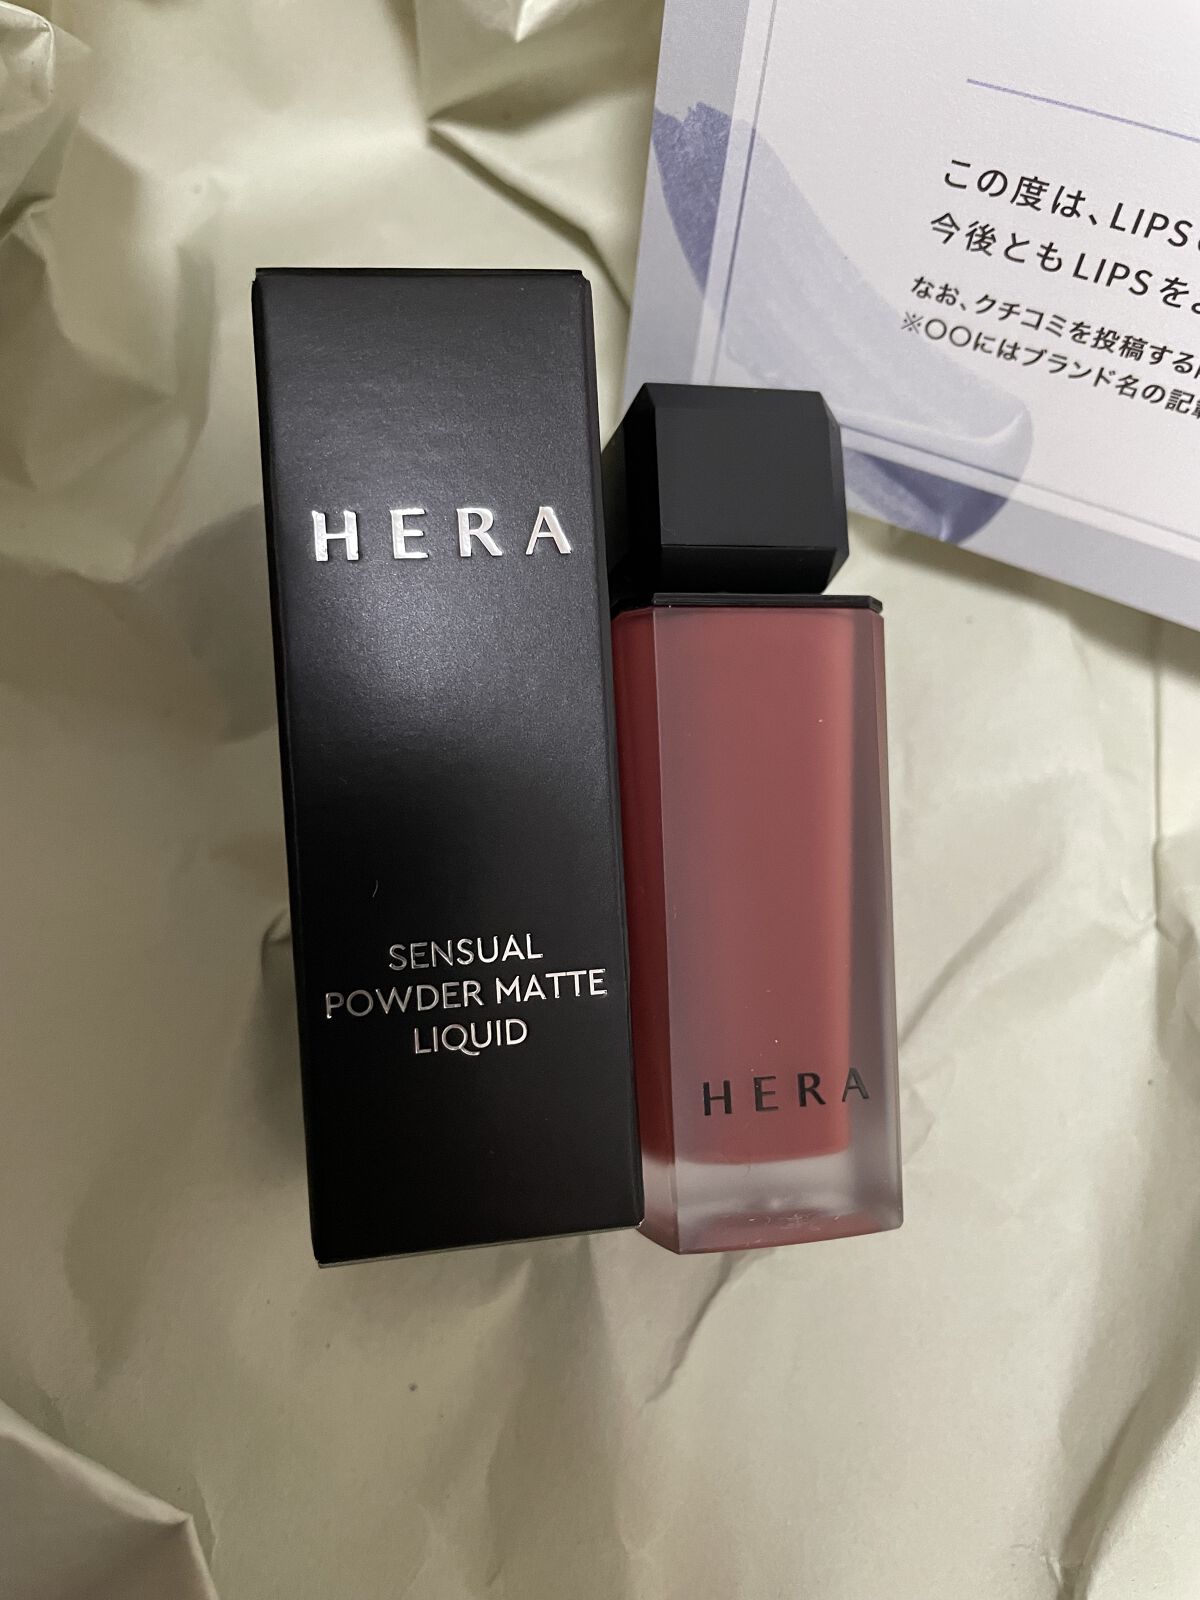 この度は、LIPS
今後ともLIPSを
なお、クチコミを投稿する
※〇〇にはブランド名の記
HERA
SENSUAL
POWDER MATTE
LIQUID
HERA